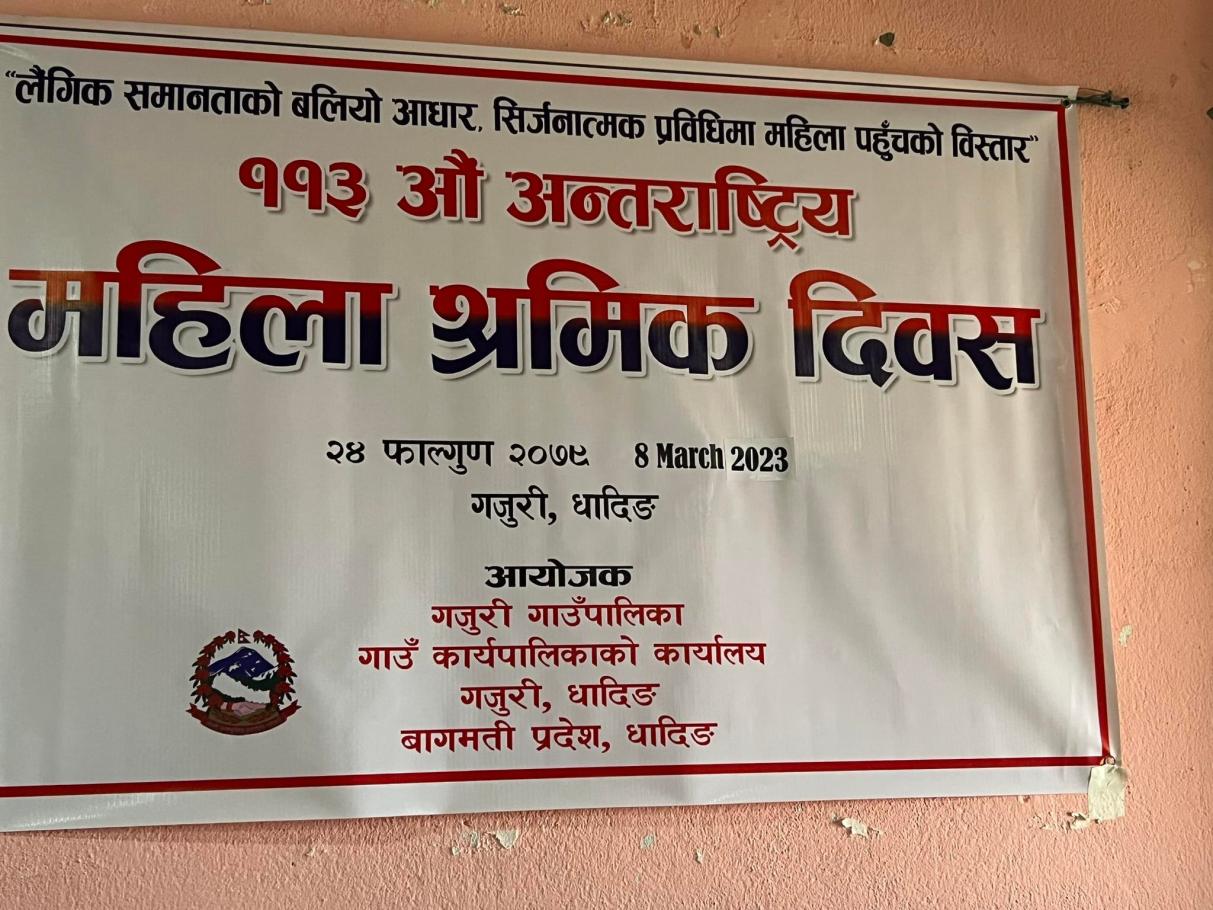 “लैगिक समानताको बलियो आधार, सिर्जनात्मक प्रविधिमा महिला पहुँचको विस्तार”
११३ औं अन्तराष्ट्रिय
महिला श्रमिक दिवस
२४ फाल्गुण २०७९ 8 March 2023
गजुरी, धादिङ
आयोजक
गजुरी गाउँपालिका
गाउँ कार्यपालिकाको कार्यालय
गजुरी, धादिङ
बागमती प्रदेश, धादिङ